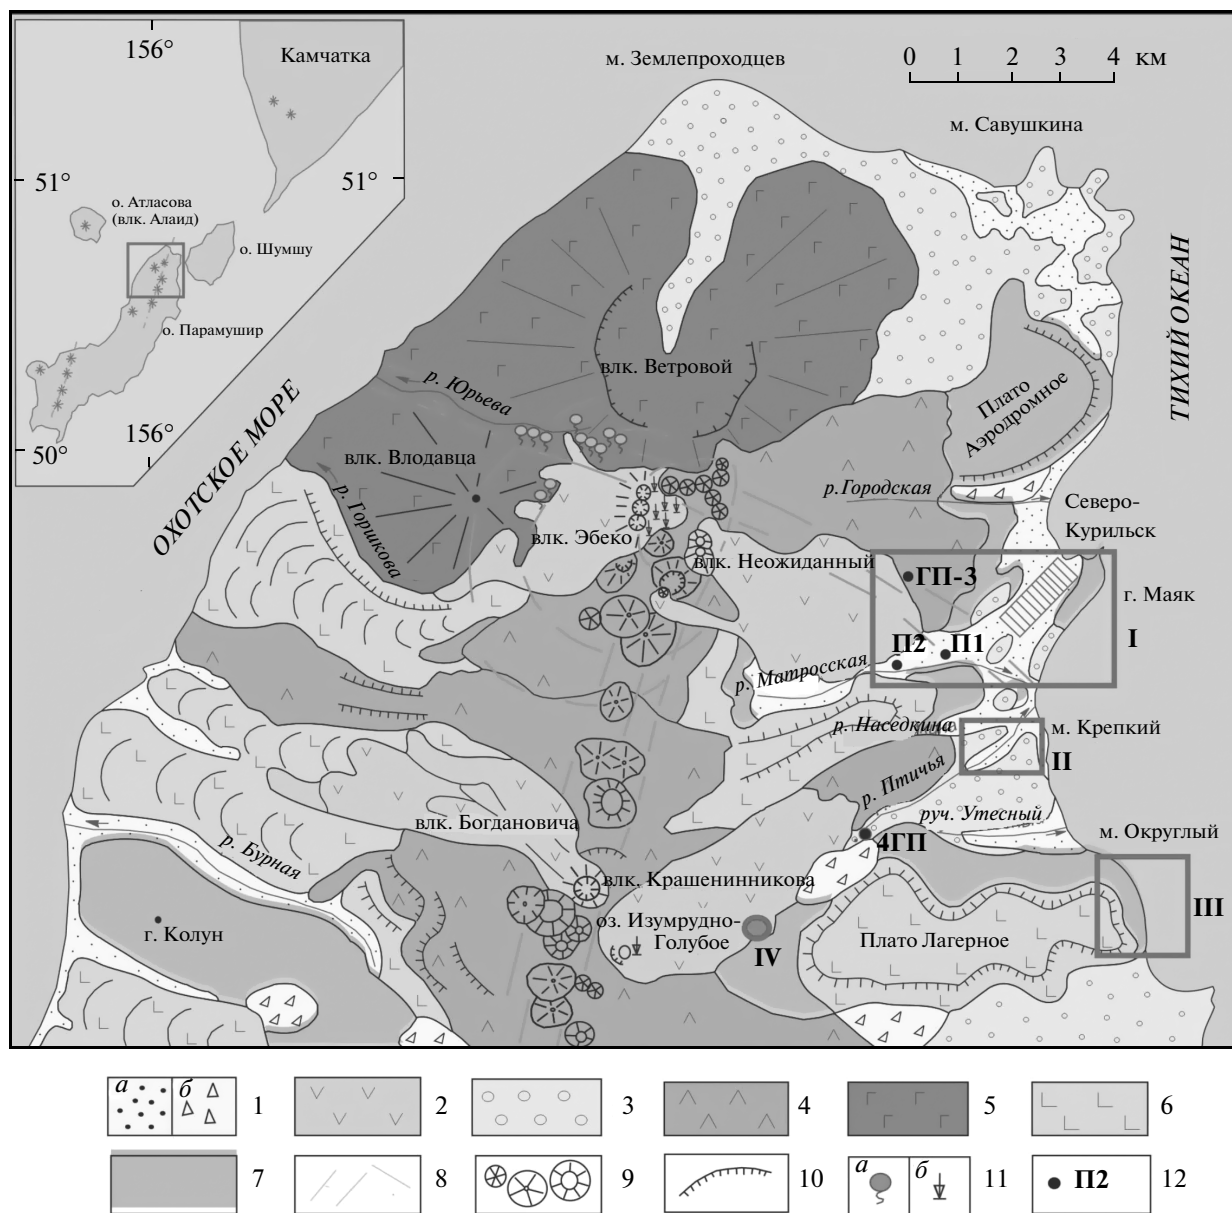 156°
Камчатка
51°
51°
о. Атласова
(влк. Алаид)
о. Шумшу
о. Парамушир
50°
156°
м. Землепроходцев
0 1 2 3 4 км
м. Савушкина
ТИХИЙ ОКЕАН
ОХОТСКОЕ МОРЕ
влк. Ветровой
р. Юрьева
Плато
Аэродромное
влк. Влодавца
р. Горшкова
р.Городская
Северо-
Курильск
влк. Эбеко
влк. Неожиданный
ГП-3
г. Маяк
I
П2
П1
р. Матросская
р. Наседкина
м. Крепкий
II
р. Птичья
руч. Утесный
м. Округлый
4ГП
влк. Богдановича
р. Бурная
влк. Крашенинникова
III
оз. Изумрудно-
Голубое
г. Колун
IV
Плато Лагерное
а б 1
2
3
4
5
6
7
8
9
10
а б 11
П2 12